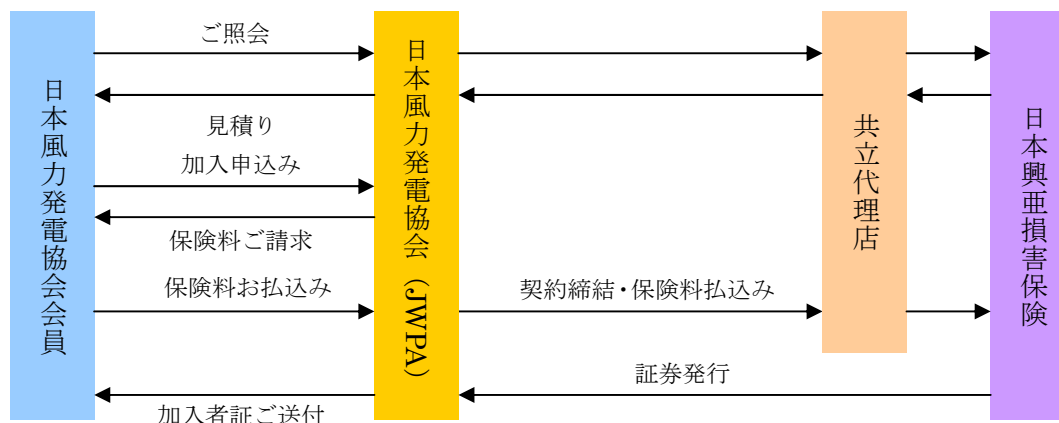 ご照会
見積り
加入申込み
保険料ご請求
保険料お払込み
契約締結・保険料払込み
証券発行
加入者証ご送付
日本風力発電協会会員
日本風力発電協会（JWPA）
共立代理店
日本興亜損害保険